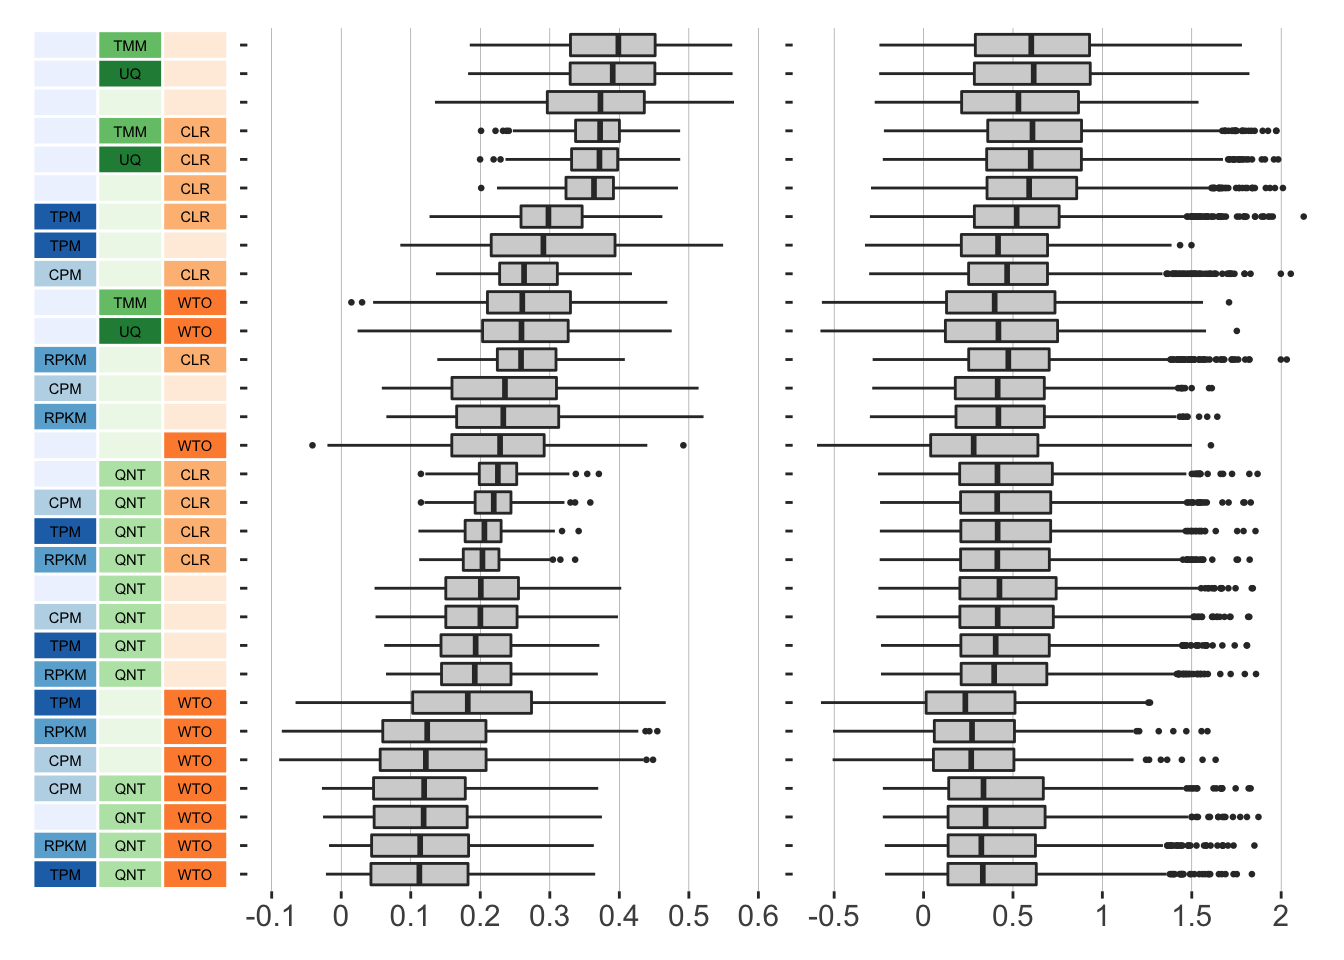 TMM
UQ
TMM CLR
UQ CLR
CLR
TPM CLR
TPM
CPM CLR
TMM WTO
UQ WTO
RPKM CLR
CPM
RPKM
WTO
QNT CLR
CPM QNT CLR
TPM QNT CLR
RPKM QNT CLR
QNT
CPM QNT
TPM QNT
RPKM QNT
TPM WTO
RPKM WTO
CPM WTO
CPM QNT WTO
QNT WTO
RPKM QNT WTO
TPM QNT WTO
-0.1 0 0.1 0.2 0.3 0.4 0.5 0.6 -0.5 0 0.5 1 1.5 2